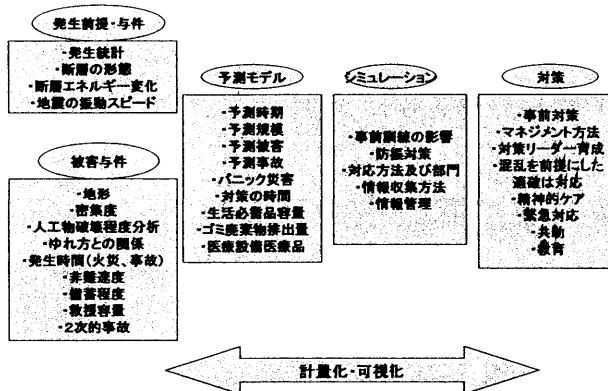 発生前提・与件
・発生統計
・断層の形態
・断層エネルギー変化
・地震の振動スピード
被害与件
・地形
・密集度
・人工物破壊程度分析
・ゆれ方との関係
・発生時間(火災、事故)
・非難速度
・備蓄程度
・救援容量
・2次的事故
予測モデル
・予測時期
・予測規模
・予測被害
・予測事故
・パニック災害
・対策の時間
・生活必需品容量
・ゴミ廃棄物排出量
・医療設備医療品
シミュレーション
・事前訓練の影響
・防振対策
・対応方法及び部門
・情報収集方法
・情報管理
対策
・事前対策
・マネジメント方法
・対策リーダー育成
・混乱を前提にした
適確は対応
・精神的ケア
・緊急対応
・共助
・教育
計量化・可視化